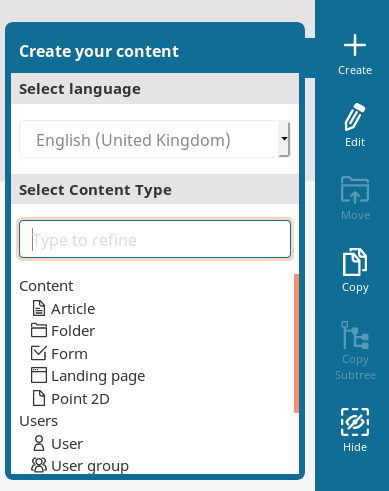 Create your content
Select language
English (United Kingdom)
Select Content Type
Type to refine
Content
Article
Folder
Form
Landing page
Point 2D
Users
User
User group
Create
Edit
Move
Copy
Copy
Subtree
Hide